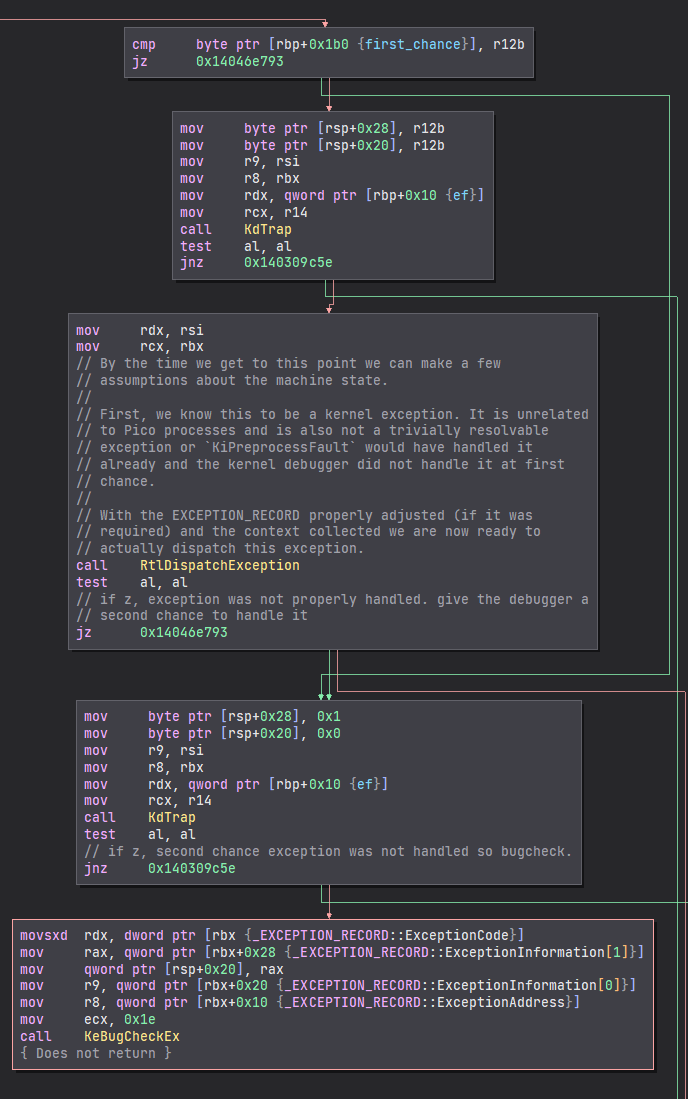 cmp     byte ptr [rbp+0x1b0 {first_chance}], r12b
jz      0x14046e793
mov     byte ptr [rsp+0x28], r12b
mov     byte ptr [rsp+0x20], r12b
mov     r9, rsi
mov     r8, rbx
mov     rdx, qword ptr [rbp+0x10 {ef}]
mov     rcx, r14
call    KdTrap
test    al, al
jnz     0x140309c5e
mov     rdx, rsi
mov     rcx, rbx
// By the time we get to this point we can make a few
// assumptions about the machine state.
//
// First, we know this to be a kernel exception. It is unrelated
// to Pico processes and is also not a trivially resolvable
// exception or `KiPreprocessFault` would have handled it
// already and the kernel debugger did not handle it at first
// chance.
//
// With the EXCEPTION_RECORD properly adjusted (if it was
// required) and the context collected we are now ready to
// actually dispatch this exception.
call    RtlDispatchException
test    al, al
// if z, exception was not properly handled. give the debugger a
// second chance to handle it
jz      0x14046e793
mov     byte ptr [rsp+0x28], 0x1
mov     byte ptr [rsp+0x20], 0x0
mov     r9, rsi
mov     r8, rbx
mov     rdx, qword ptr [rbp+0x10 {ef}]
mov     rcx, r14
call    KdTrap
test    al, al
// if z, second chance exception was not handled so bugcheck.
jnz     0x140309c5e
movsxd  rdx, dword ptr [rbx {_EXCEPTION_RECORD::ExceptionCode}]
mov     rax, qword ptr [rbx+0x28 {_EXCEPTION_RECORD::ExceptionInformation[1]}]
mov     qword ptr [rsp+0x20], rax
mov     r9, qword ptr [rbx+0x20 {_EXCEPTION_RECORD::ExceptionInformation[0]}]
mov     r8, qword ptr [rbx+0x10 {_EXCEPTION_RECORD::ExceptionAddress}]
mov     ecx, 0x1e
call    KeBugCheckEx
{ Does not return }